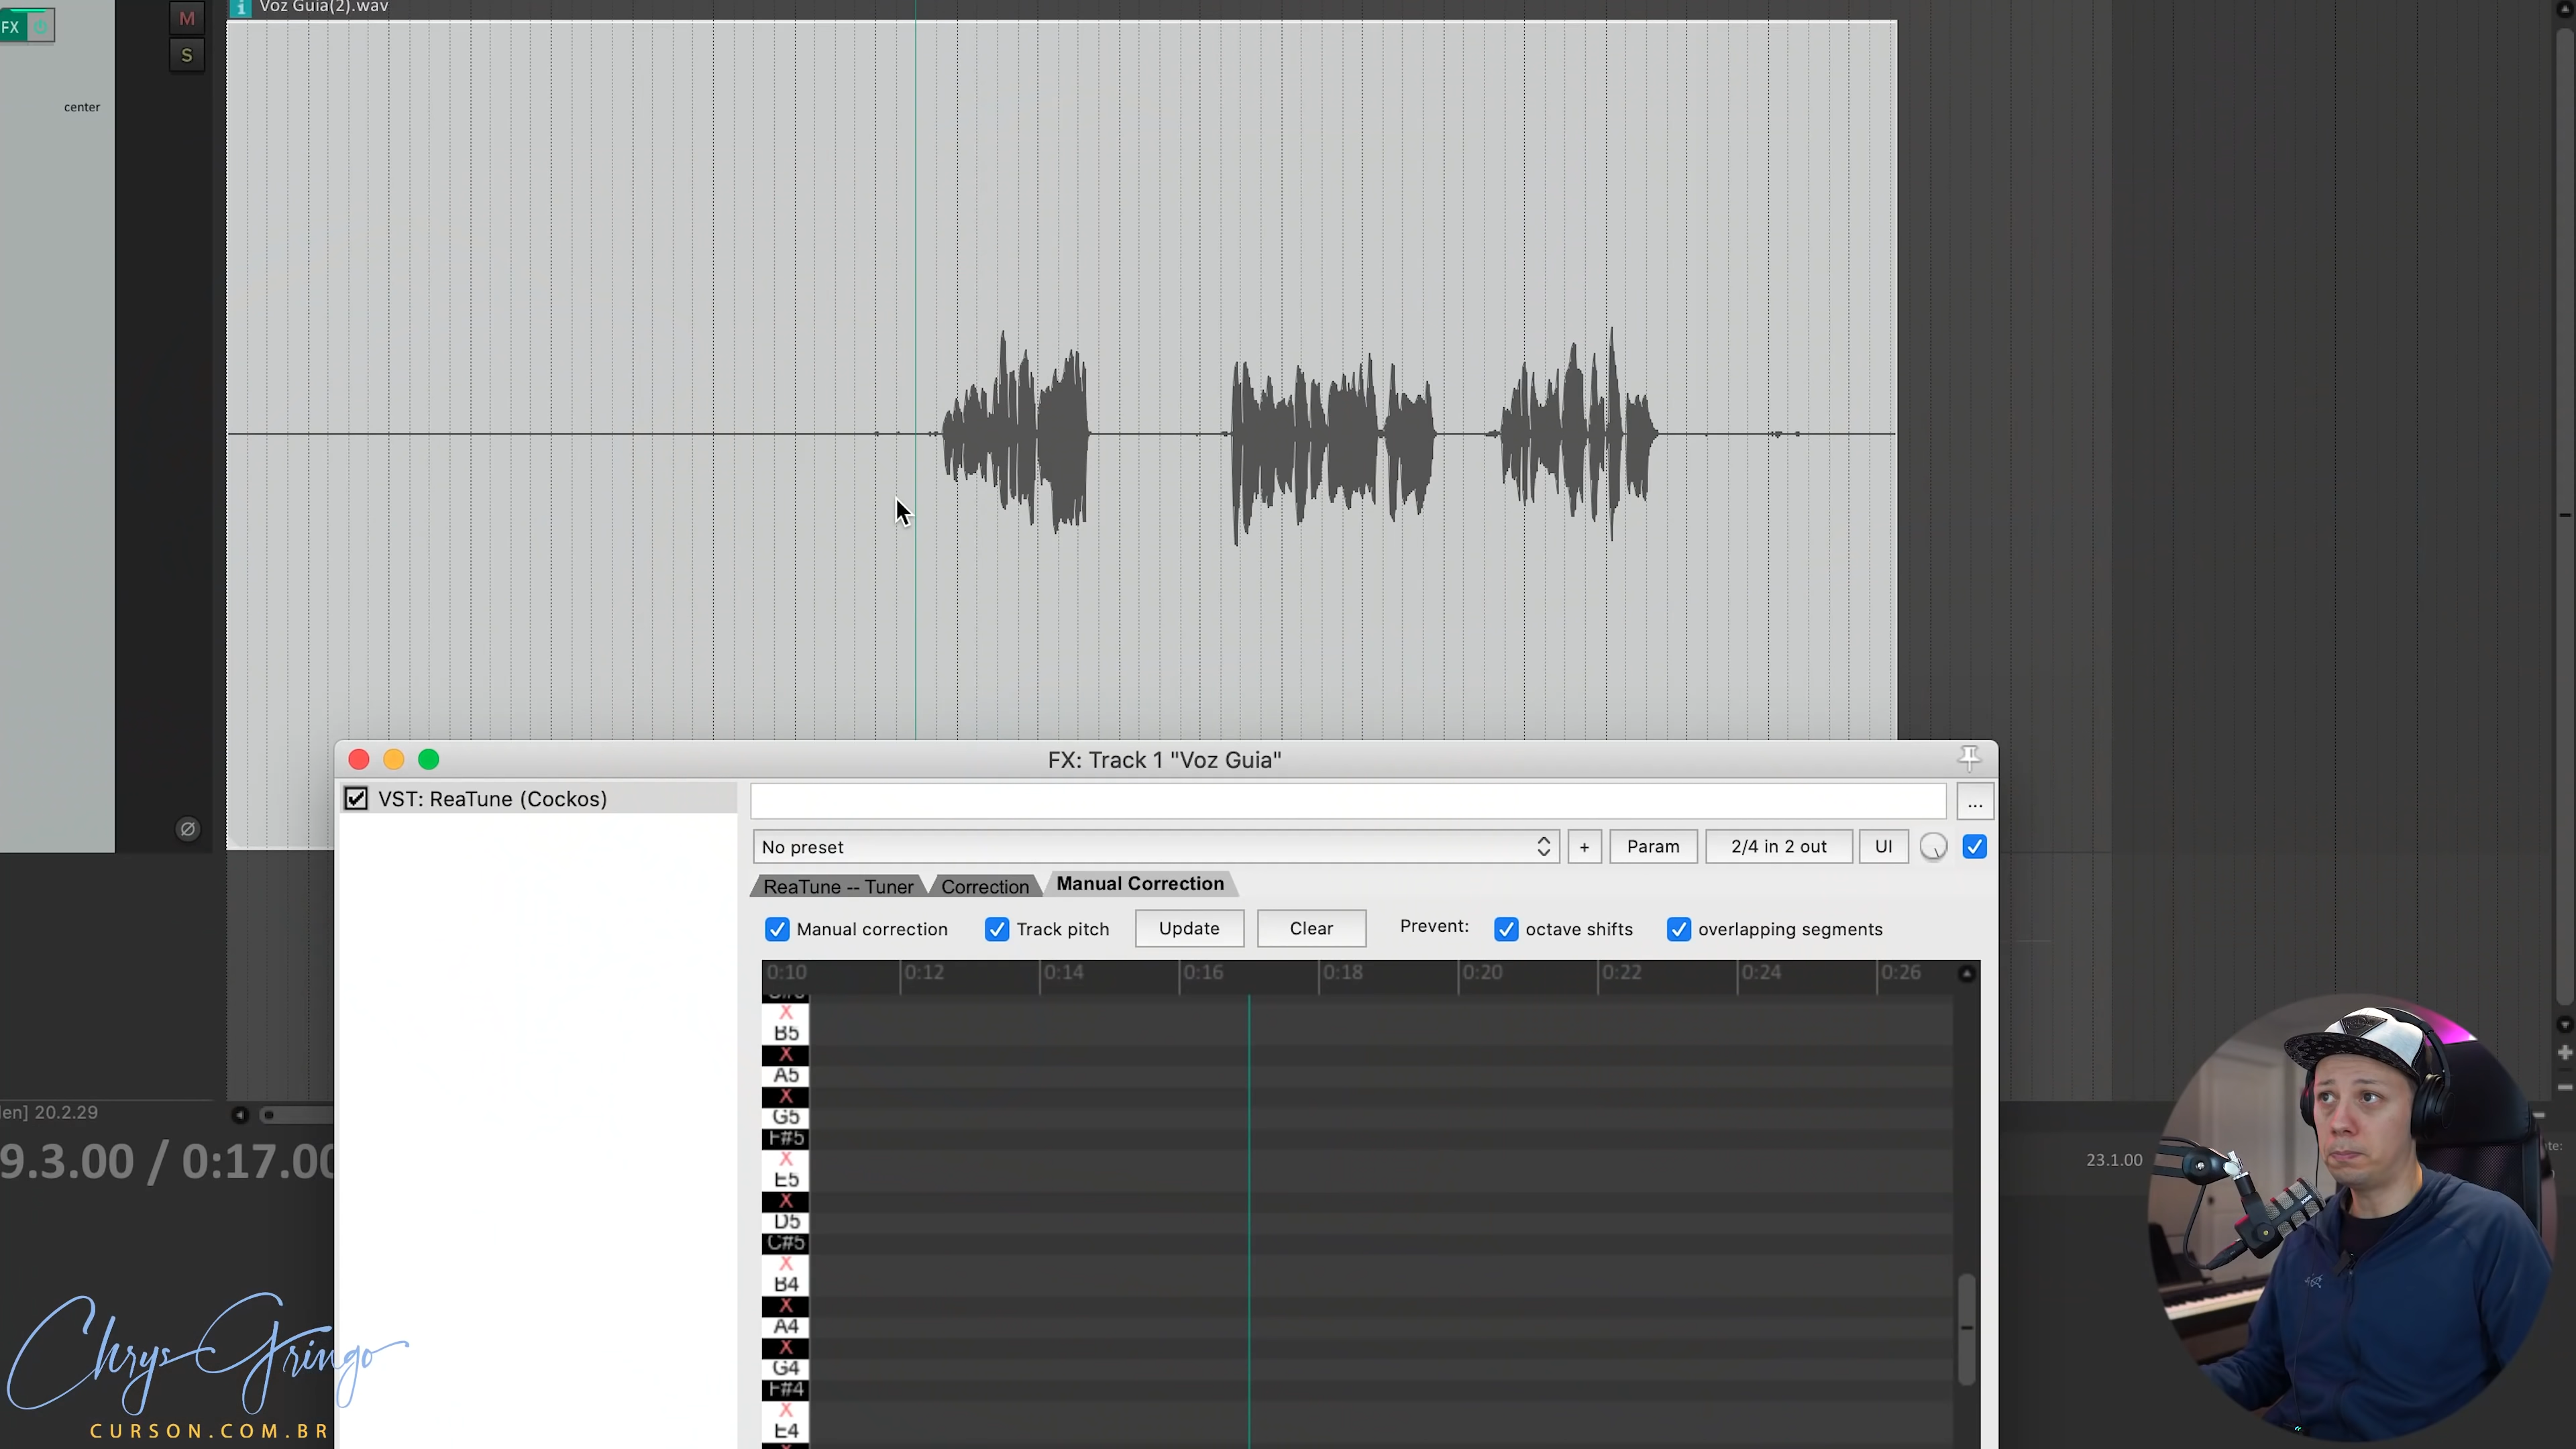 Voz Guia(2).wav
FX
M
S
center
FX: Track 1 "Voz Guia"
VST: ReaTune (Cockos)
...
No preset
+
Param
2/4 in 2 out
UI
ReaTune -- Tuner
Correction
Manual Correction
Manual correction
Track pitch
Update
Clear
Prevent:
octave shifts
overlapping segments
0:10
0:12
0:14
0:16
0:18
0:20
0:22
0:24
0:26
X
B5
X
A5
X
G5
F#5
X
E5
X
D5
C#5
X
B4
X
A4
X
G4
F#4
X
E4
en] 20.2.29
9.3.00 / 0:17.00
23.1.00
te:
Chrys Gringo
CURSON.COM.BR